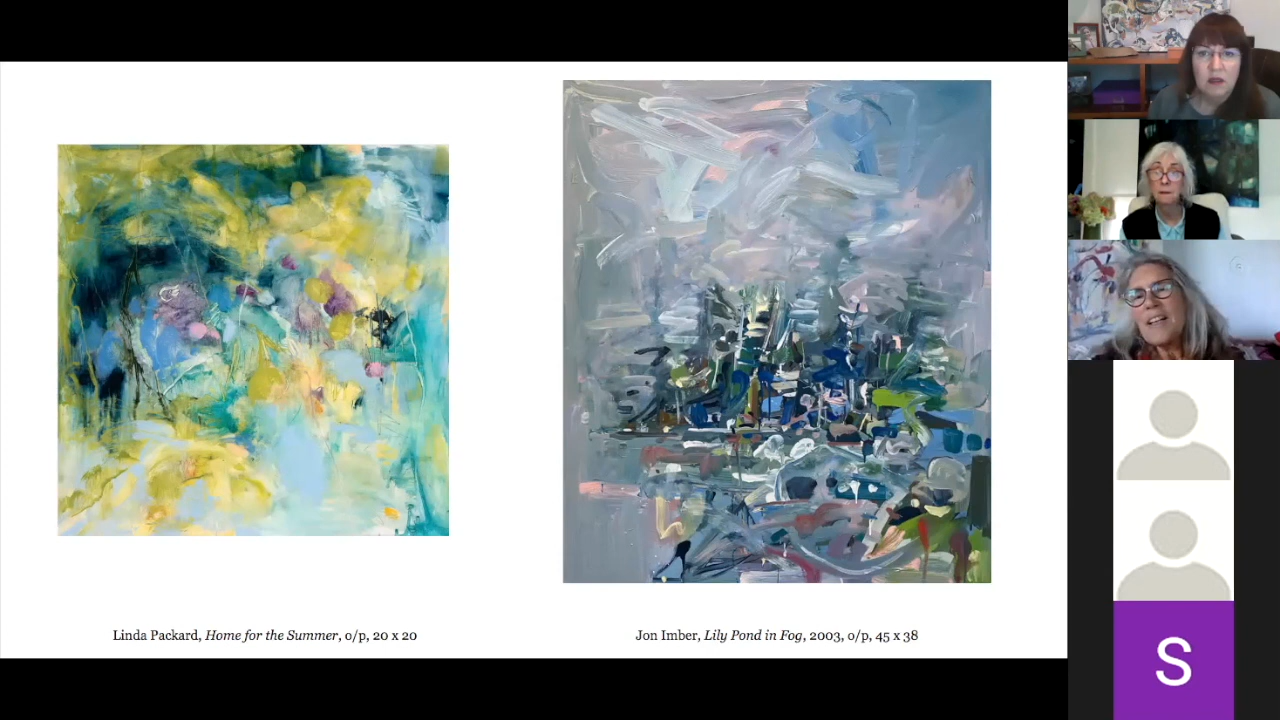 Linda Packard, Home for the Summer, o/p, 20 x 20
Jon Imber, Lily Pond in Fog, 2003, o/p, 45 x 38
S